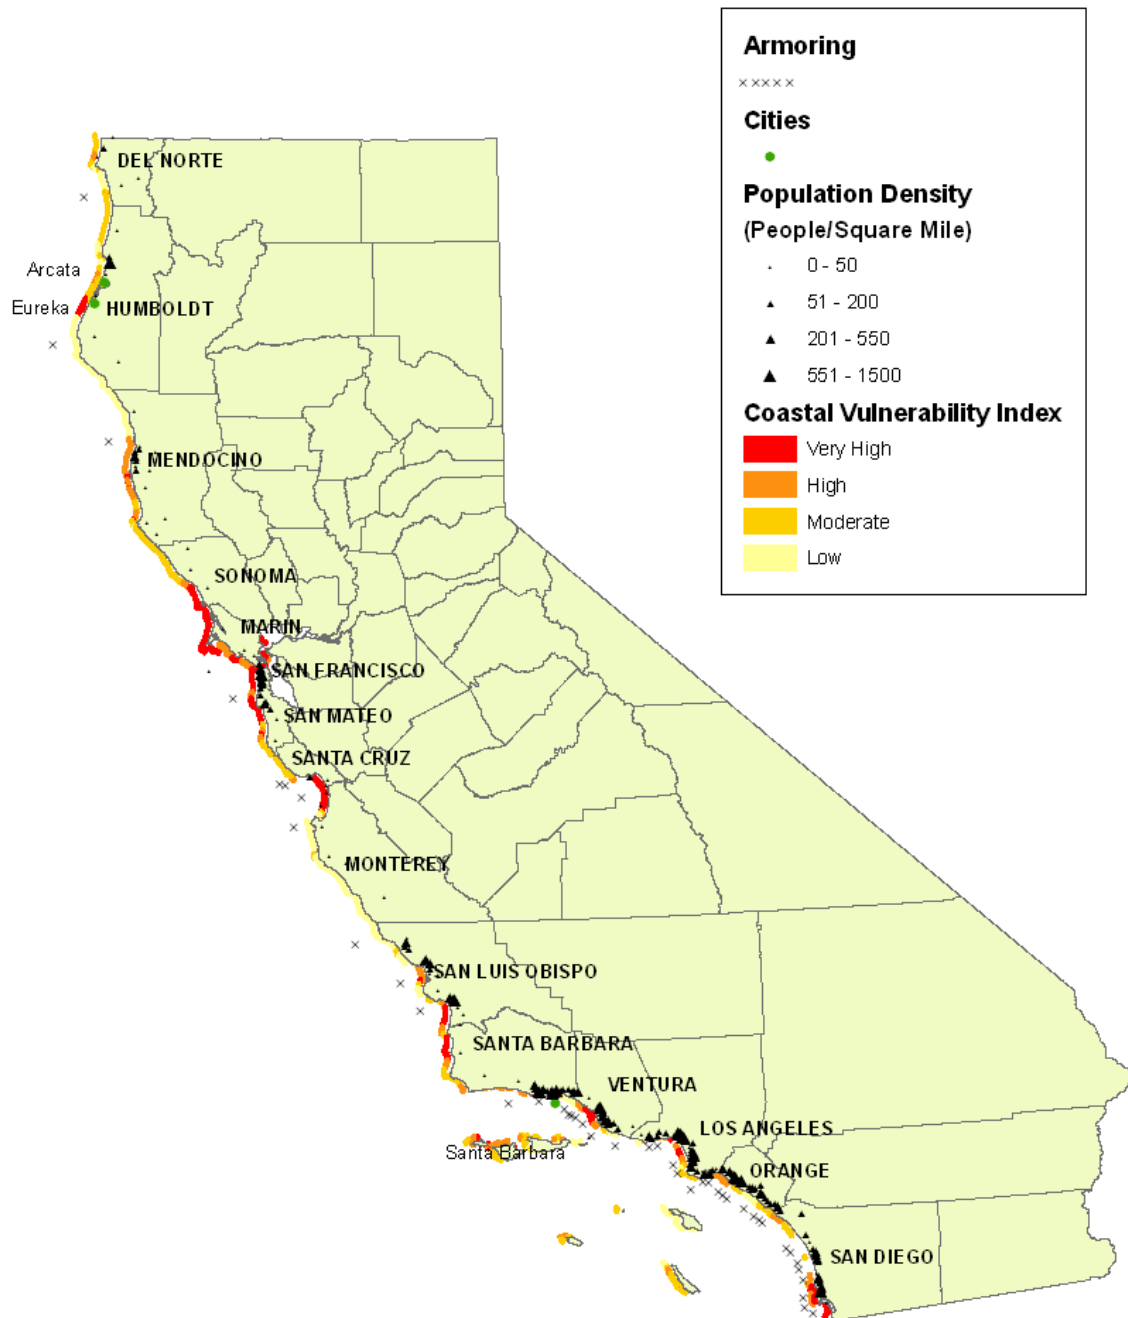 Armoring
Cities
Population Density
(People/Square Mile)
0 - 50
51 - 200
201 - 550
551 - 1500
Coastal Vulnerability Index
Very High
High
Moderate
Low
DEL NORTE
Arcata
Eureka
HUMBOLDT
MENDOCINO
SONOMA
MARIN
SAN FRANCISCO
SAN MATEO
SANTA CRUZ
MONTEREY
SAN LUIS OBISPO
SANTA BARBARA
VENTURA
LOS ANGELES
Santa Barbara
ORANGE
SAN DIEGO